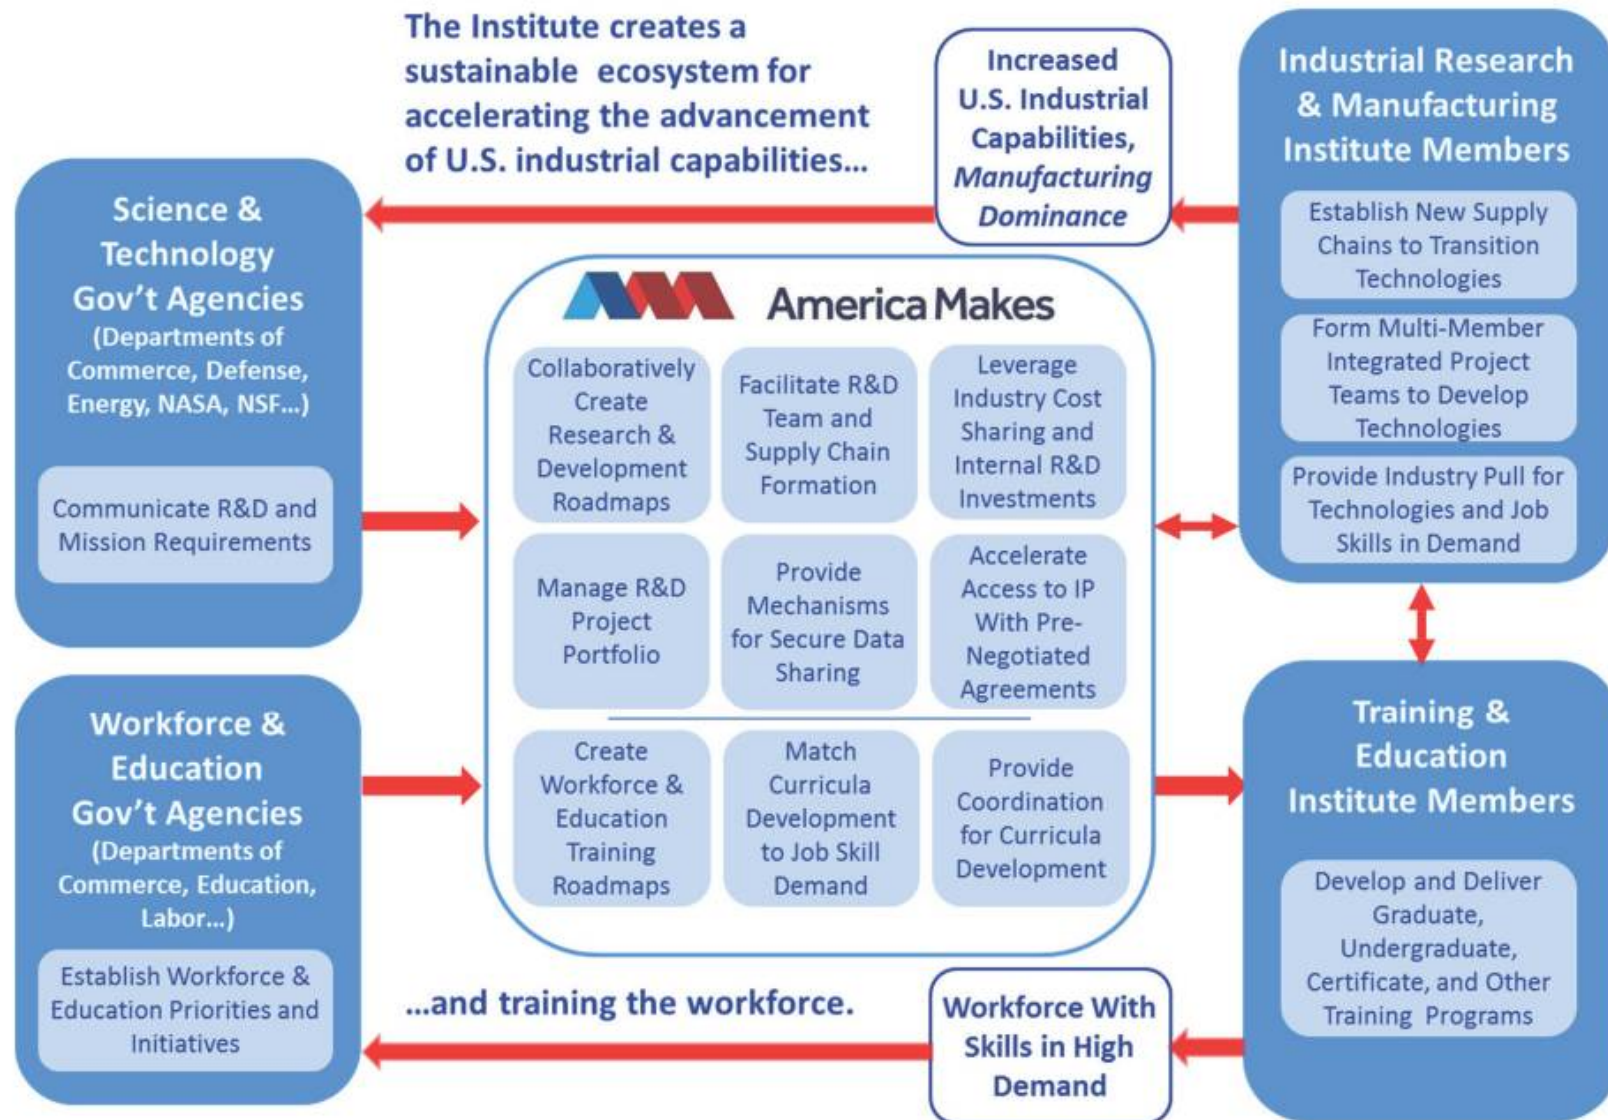 The Institute creates a
sustainable ecosystem for
accelerating the advancement
of U.S. industrial capabilities...
Increased
U.S. Industrial
Capabilities,
Manufacturing
Dominance
Industrial Research
& Manufacturing
Institute Members
Establish New Supply
Chains to Transition
Technologies
Form Multi-Member
Integrated Project
Teams to Develop
Technologies
Provide Industry Pull for
Technologies and Job
Skills in Demand
Science &
Technology
Gov't Agencies
(Departments of
Commerce, Defense,
Energy, NASA, NSF...)
Communicate R&D and
Mission Requirements
America Makes
Collaboratively
Create
Research &
Development
Roadmaps
Facilitate R&D
Team and
Supply Chain
Formation
Leverage
Industry Cost
Sharing and
Internal R&D
Investments
Manage R&D
Project
Portfolio
Provide
Mechanisms
for Secure Data
Sharing
Accelerate
Access to IP
With Pre-
Negotiated
Agreements
Create
Workforce &
Education
Training
Roadmaps
Match
Curricula
Development
to Job Skill
Demand
Provide
Coordination
for Curricula
Development
Workforce &
Education
Gov't Agencies
(Departments of
Commerce, Education,
Labor...)
Establish Workforce &
Education Priorities and
Initiatives
Training &
Education
Institute Members
Develop and Deliver
Graduate,
Undergraduate,
Certificate, and Other
Training Programs
...and training the workforce.
Workforce With
Skills in High
Demand